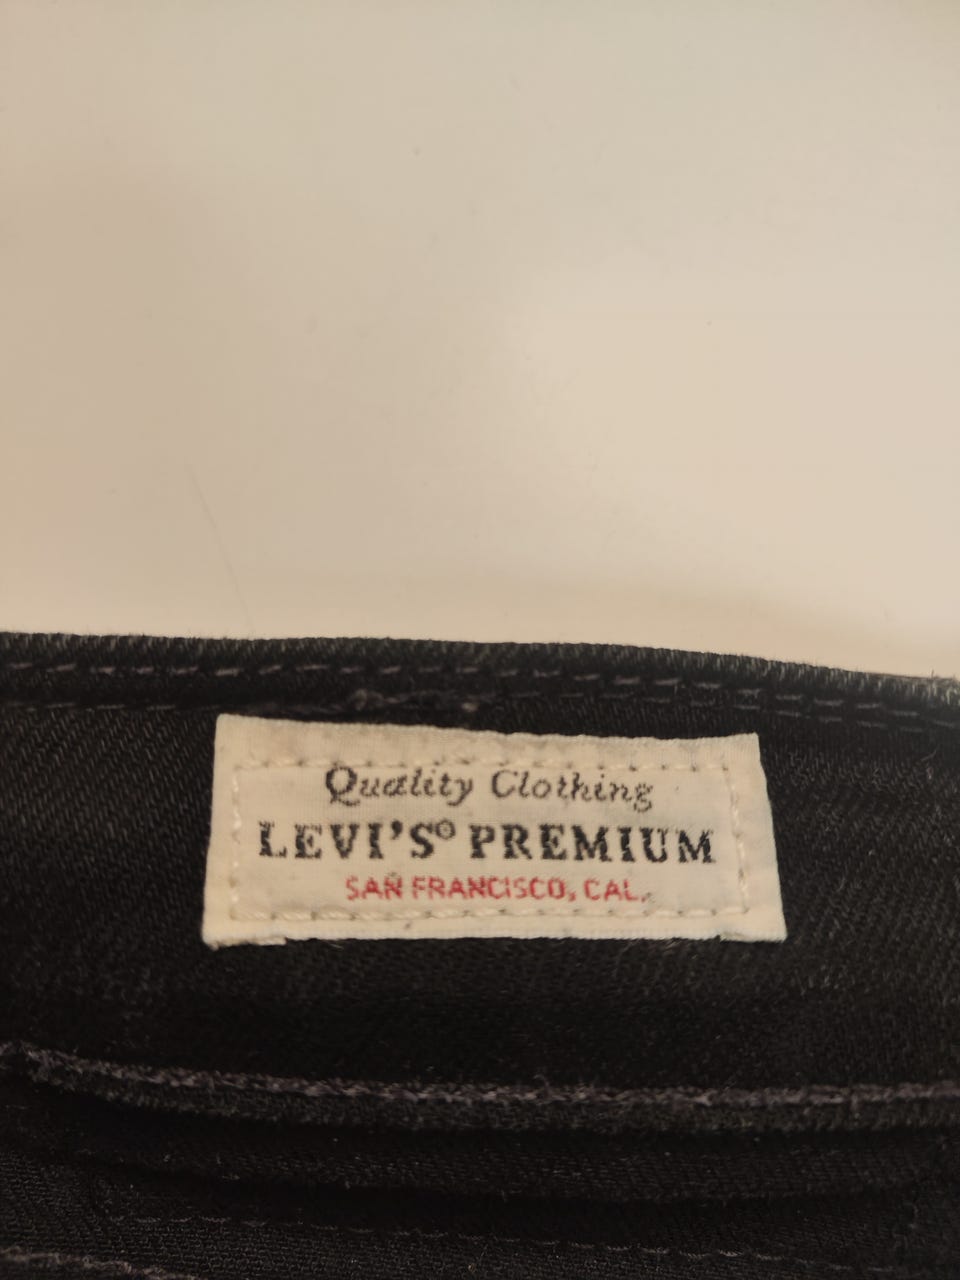 Quality Clothing
LEVI'S® PREMIUM
SAN FRANCISCO, CAL.